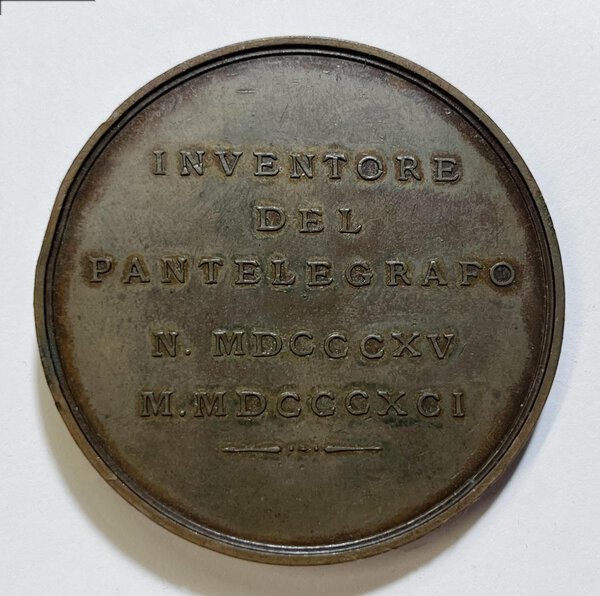 INVENTORE
DEL
PANTELEGRAFO
N. MDCCCXV
M. MDCCCXCI